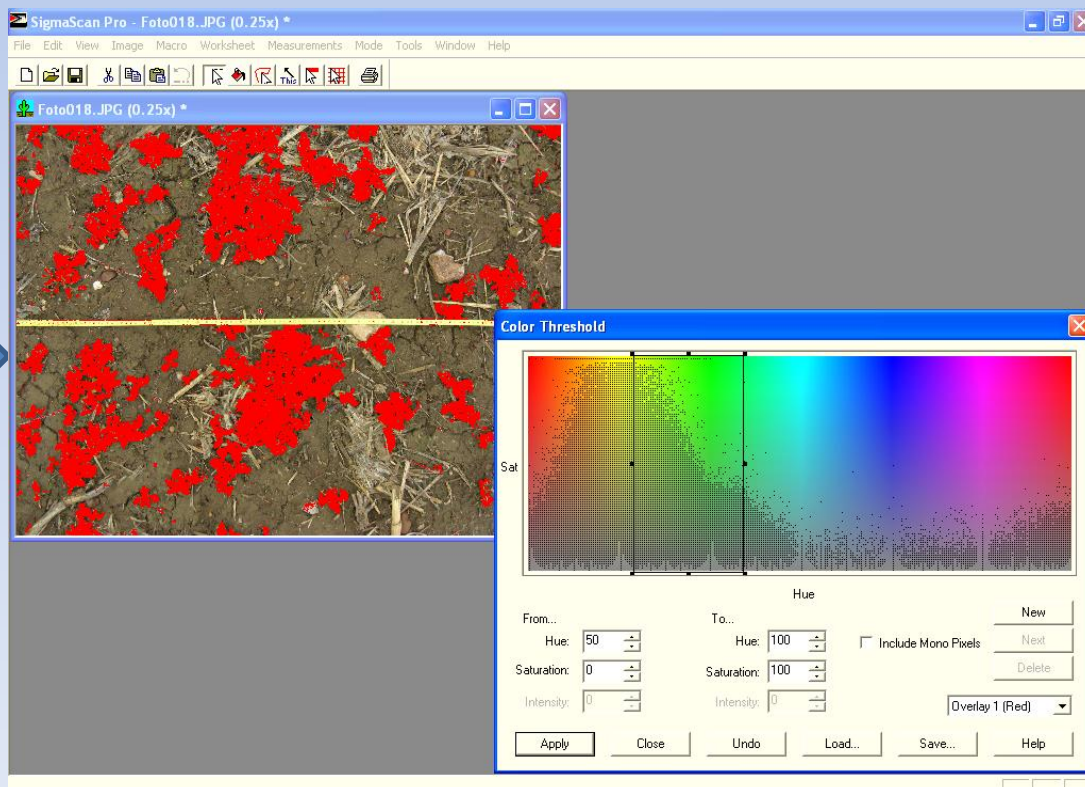 SigmaScan Pro - Foto018.JPG (0.25x) *
File Edit View Image Macro Worksheet Measurements Mode Tools Window Help
This
Foto018.JPG (0.25x) *
Color Threshold
Sat
Hue
From... To... New
Hue: 50 Hue: 100 Include Mono Pixels Next
Saturation: 0 Saturation: 100 Delete
Intensity: 0 Intensity: 0 Overlay 1 (Red)
Apply Close Undo Load... Save... Help